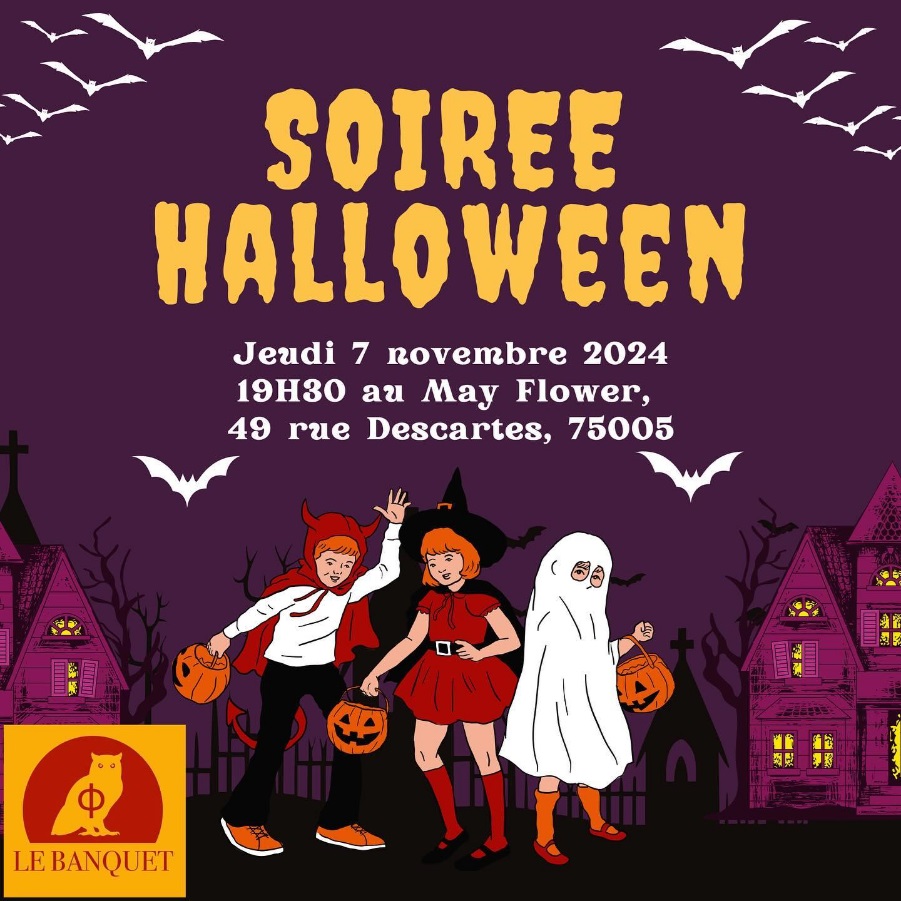 SOIREE
HALLOWEEN
Jeudi 7 novembre 2024
19H30 au May Flower,
49 rue Descartes, 75005
Φ
LE BANQUET